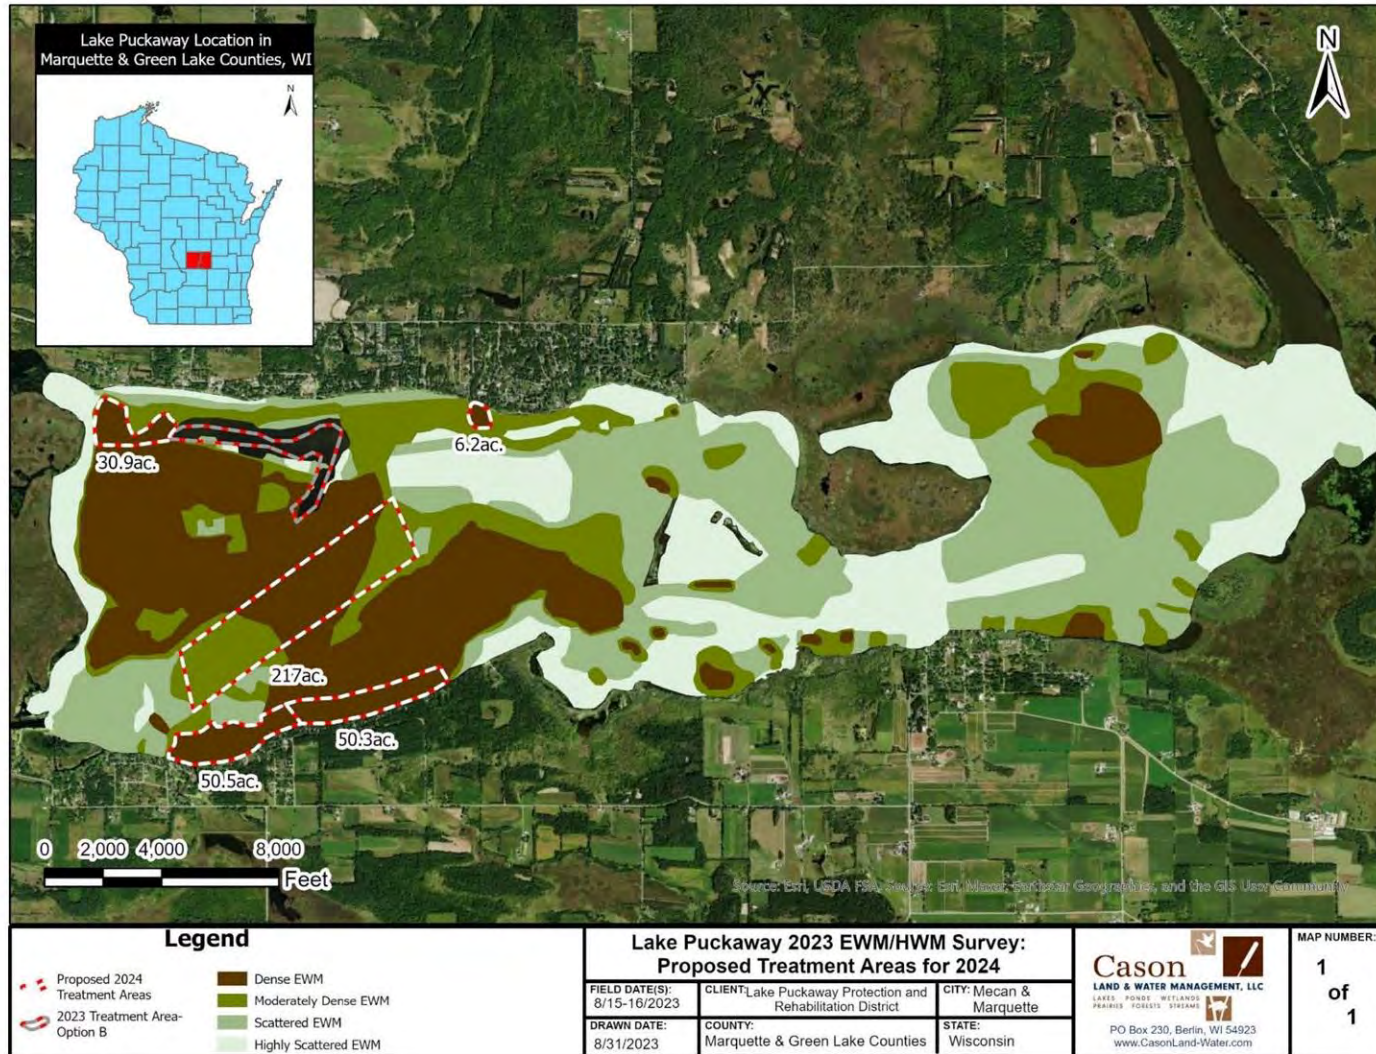 Lake Puckaway Location in
Marquette & Green Lake Counties, WI
N
N
30.9ac.
6.2ac.
217ac.
50.3ac.
50.5ac.
0 2,000 4,000 8,000
Feet
Source: Esri, USDA FSA, Source: Esri, Maxar, Earthstar Geographics, and the GIS User Community
Legend
Proposed 2024
Treatment Areas
2023 Treatment Area-
Option B
Dense EWM
Moderately Dense EWM
Scattered EWM
Highly Scattered EWM
Lake Puckaway 2023 EWM/HWM Survey:
Proposed Treatment Areas for 2024
FIELD DATE(S):
8/15-16/2023
CLIENT: Lake Puckaway Protection and
Rehabilitation District
CITY: Mecan &
Marquette
DRAWN DATE:
8/31/2023
COUNTY:
Marquette & Green Lake Counties
STATE:
Wisconsin
Cason
LAND & WATER MANAGEMENT, LLC
LAKES PONDS WETLANDS
PRAIRIES FORESTS STREAMS
PO Box 230, Berlin, WI 54923
www.CasonLand-Water.com
MAP NUMBER:
1
of
1